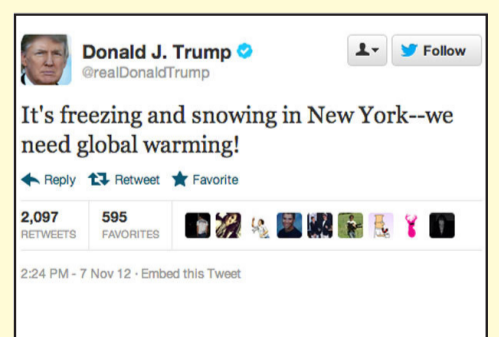 Donald J. Trump
Follow
@realDonaldTrump
It's freezing and snowing in New York--we
need global warming!
Reply Retweet Favorite
2,097 595
RETWEETS FAVORITES
2:24 PM - 7 Nov 12 · Embed this Tweet